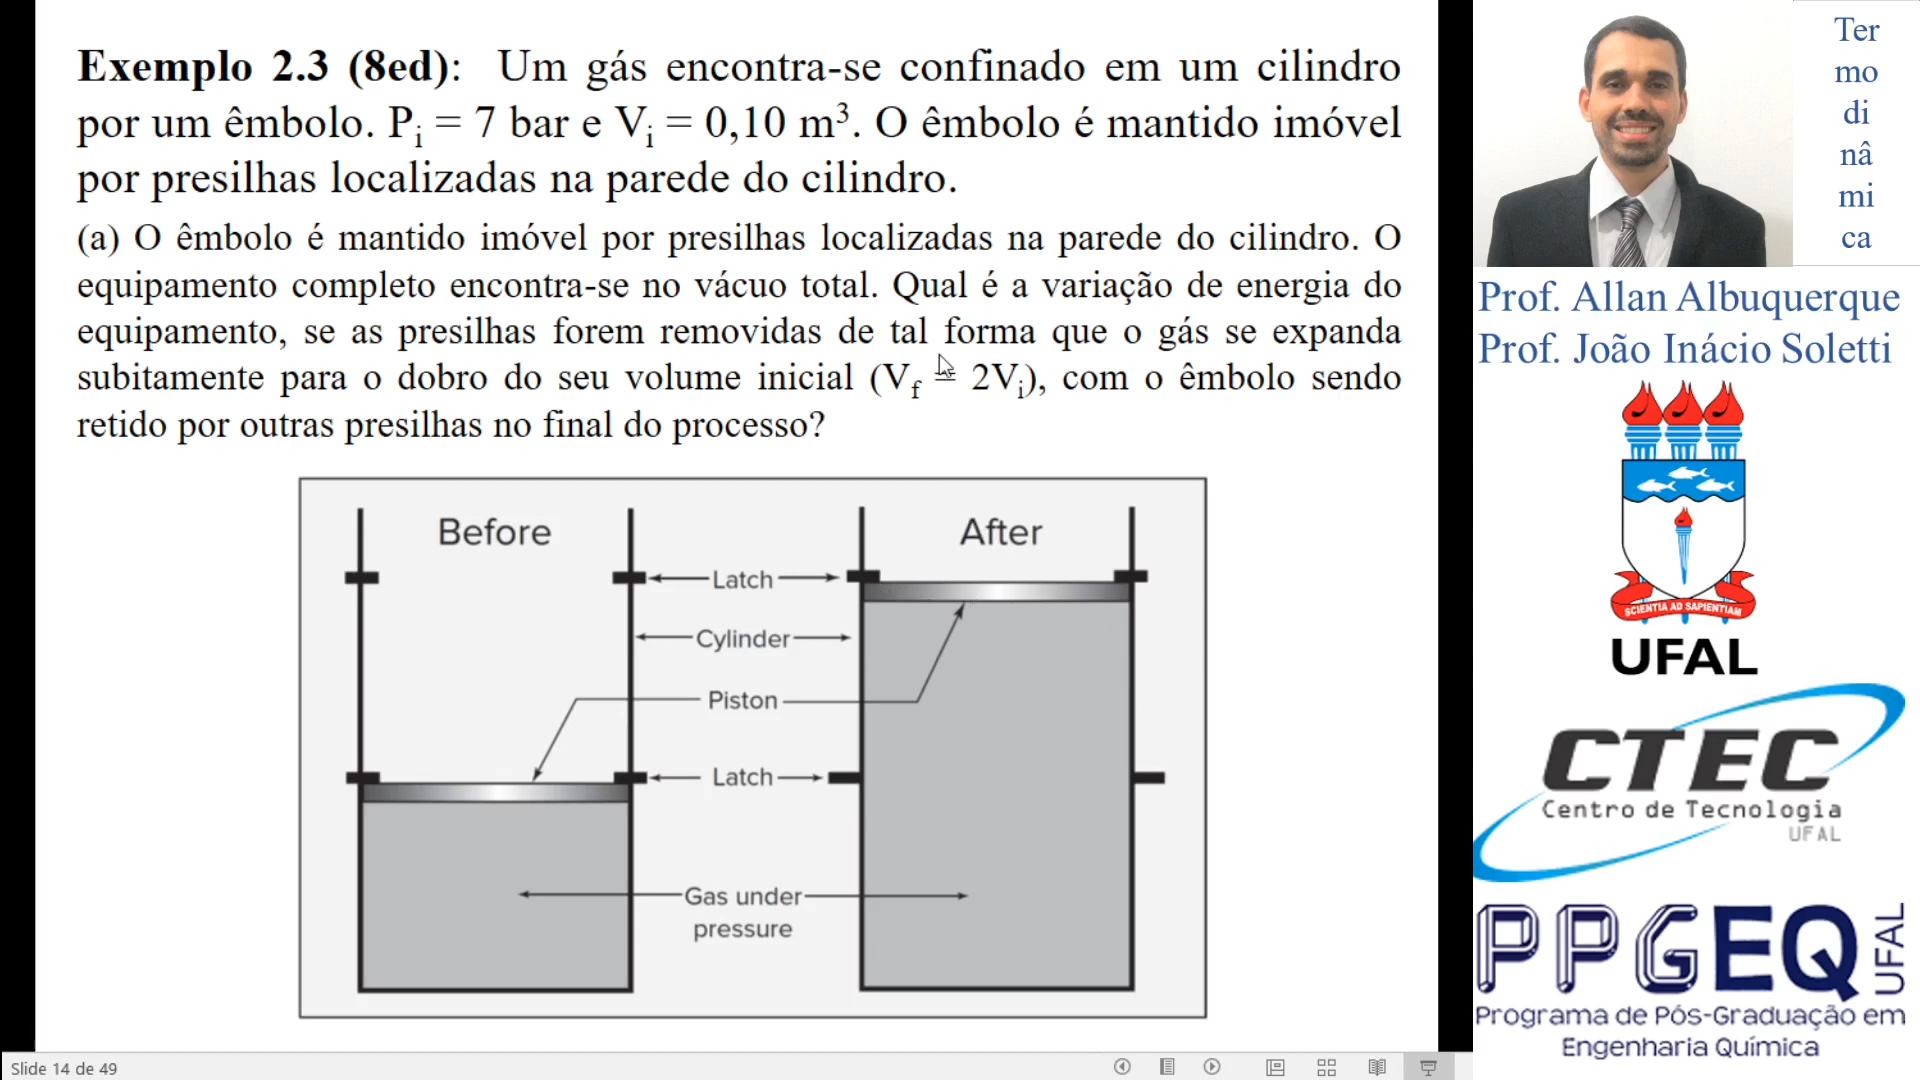 Exemplo 2.3 (8ed): Um gás encontra-se confinado em um cilindro
por um êmbolo. Pi = 7 bar e Vi = 0,10 m³. O êmbolo é mantido imóvel
por presilhas localizadas na parede do cilindro.
(a) O êmbolo é mantido imóvel por presilhas localizadas na parede do cilindro. O
equipamento completo encontra-se no vácuo total. Qual é a variação de energia do
equipamento, se as presilhas forem removidas de tal forma que o gás se expanda
subitamente para o dobro do seu volume inicial (Vf = 2Vi), com o êmbolo sendo
retido por outras presilhas no final do processo?
Before
After
Latch
Cylinder
Piston
Latch
Gas under
pressure
Slide 14 de 49
Ter
mo
di
nâ
mi
ca
Prof. Allan Albuquerque
Prof. João Inácio Soletti
SCIENTIA AD SAPIENTIAM
UFAL
CTEC
Centro de Tecnologia
UFAL
PPGEQ
UFAL
Programa de Pós-Graduação em
Engenharia Química